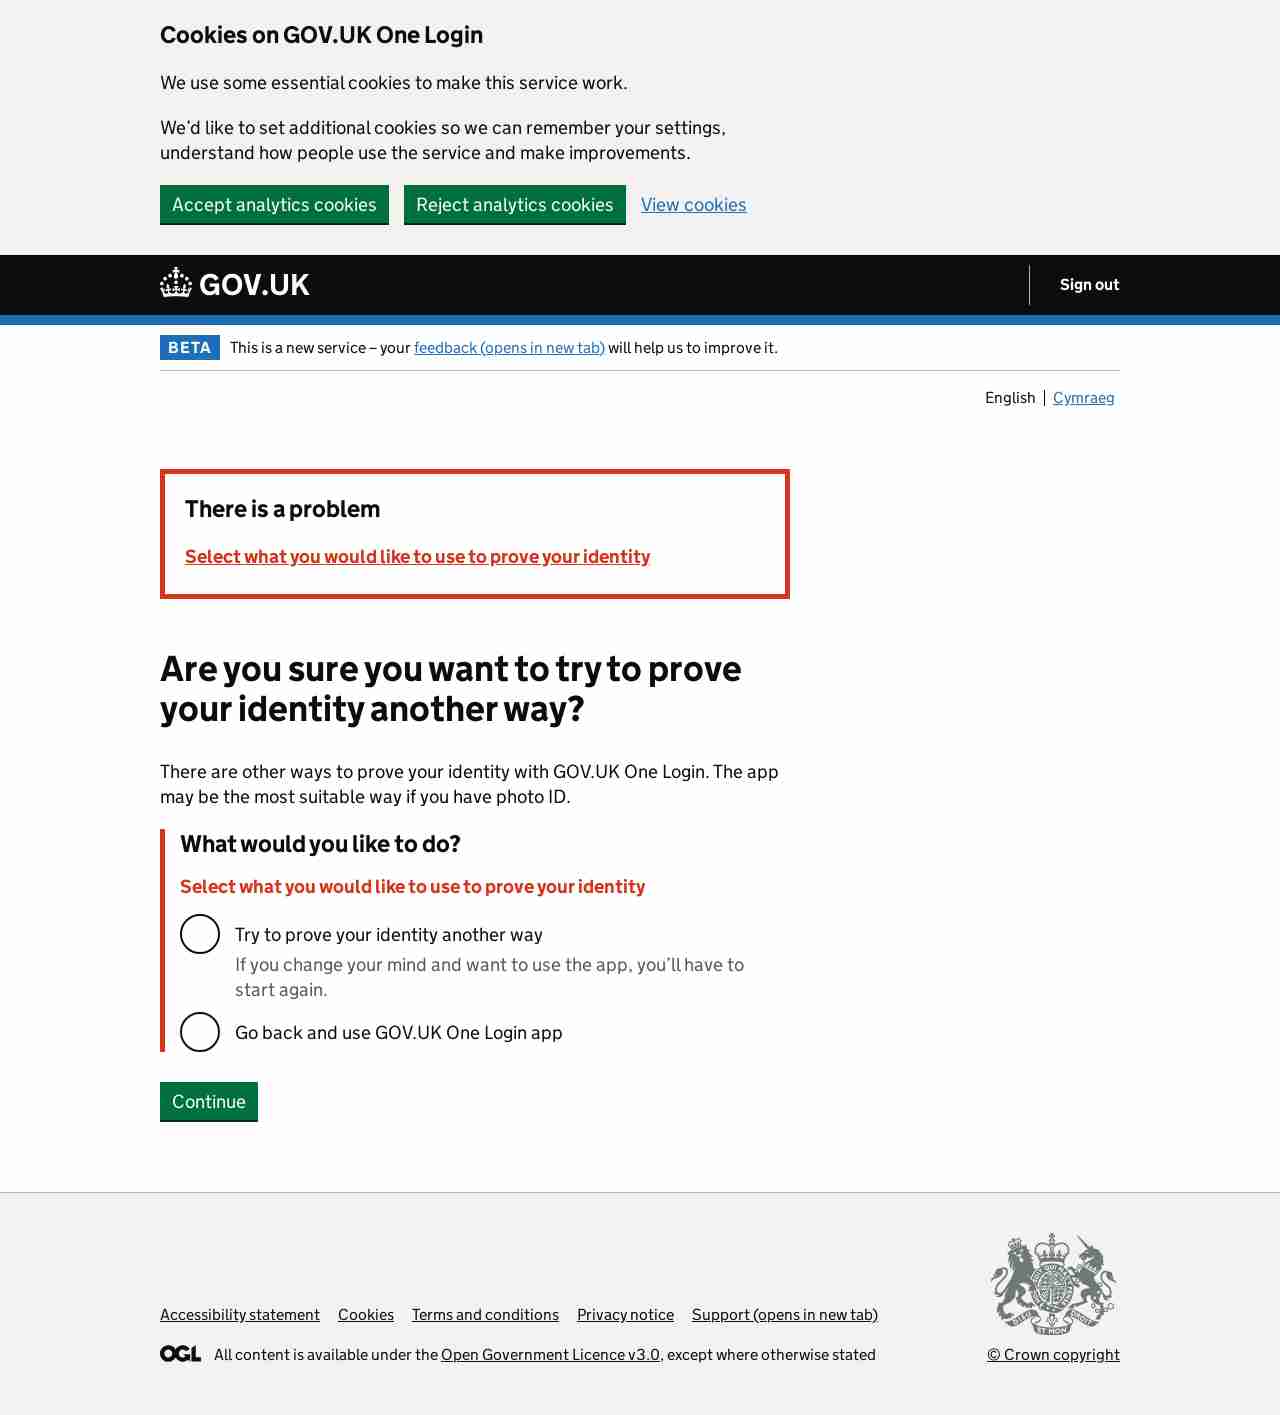 Cookies on GOV.UK One Login
We use some essential cookies to make this service work.
We’d like to set additional cookies so we can remember your settings,
understand how people use the service and make improvements.
Accept analytics cookies Reject analytics cookies View cookies
GOV.UK Sign out
BETA This is a new service – your feedback (opens in new tab) will help us to improve it.
English Cymraeg
There is a problem
Select what you would like to use to prove your identity
Are you sure you want to try to prove
your identity another way?
There are other ways to prove your identity with GOV.UK One Login. The app
may be the most suitable way if you have photo ID.
What would you like to do?
Select what you would like to use to prove your identity
Try to prove your identity another way
If you change your mind and want to use the app, you’ll have to
start again.
Go back and use GOV.UK One Login app
Continue
Accessibility statement Cookies Terms and conditions Privacy notice Support (opens in new tab)
OGL All content is available under the Open Government Licence v3.0, except where otherwise stated
© Crown copyright